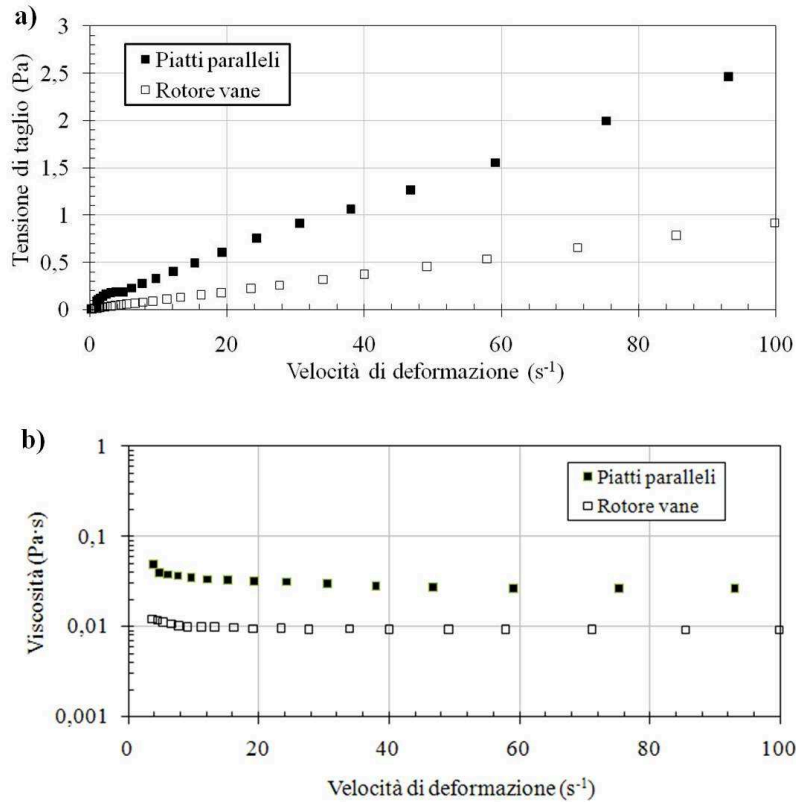 a)
3
2,5
2
1,5
1
0,5
0
Tensione di taglio (Pa)
Piatti paralleli
Rotore vane
0 20 40 60 80 100
Velocità di deformazione (s-1)
b)
1
0,1
0,01
0,001
Viscosità (Pa·s)
Piatti paralleli
Rotore vane
0 20 40 60 80 100
Velocità di deformazione (s-1)